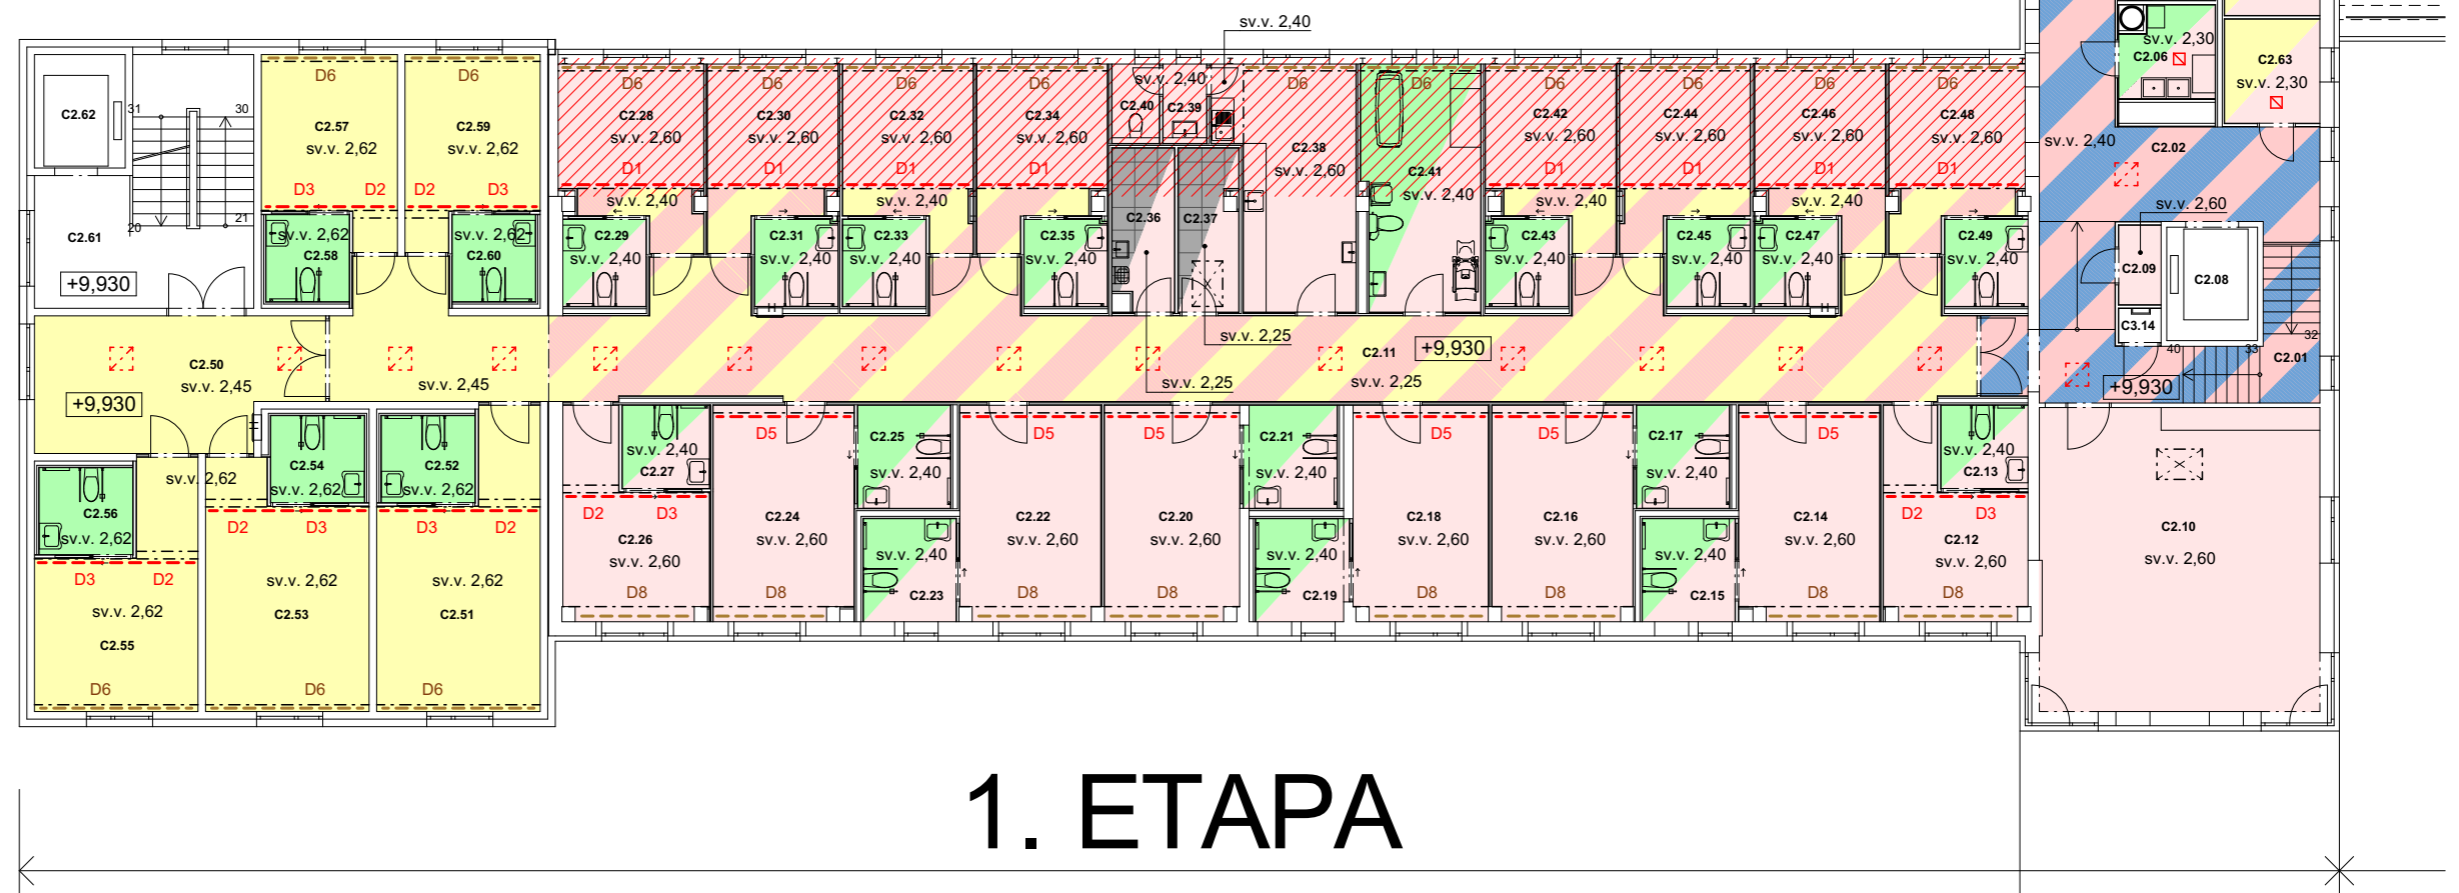 sv.v. 2,40
C2.62
31
30
20
21
C2.61
+9,930
D6
C2.57
sv.v. 2,62
D3
D2
D6
C2.59
sv.v. 2,62
D2
D3
sv.v. 2,62
C2.58
sv.v. 2,62
C2.60
D6
C2.28
sv.v. 2,60
D1
D6
C2.30
sv.v. 2,60
D1
D6
C2.32
sv.v. 2,60
D1
D6
C2.34
sv.v. 2,60
D1
sv.v. 2,40
C2.40
C2.39
D6
C2.38
sv.v. 2,60
D6
C2.41
sv.v. 2,40
D6
C2.42
sv.v. 2,60
D1
D6
C2.44
sv.v. 2,60
D1
D6
C2.46
sv.v. 2,60
D1
D6
C2.48
sv.v. 2,60
D1
sv.v. 2,40
sv.v. 2,40
sv.v. 2,40
sv.v. 2,40
C2.29
sv.v. 2,40
C2.31
sv.v. 2,40
C2.33
sv.v. 2,40
C2.35
sv.v. 2,40
C2.36
C2.37
C2.43
sv.v. 2,40
C2.45
sv.v. 2,40
C2.47
sv.v. 2,40
C2.49
sv.v. 2,40
sv.v. 2,30
C2.06
C2.63
sv.v. 2,30
sv.v. 2,40
C2.02
sv.v. 2,60
C2.09
C2.08
C3.14
32
33
40
C2.01
+9,930
C2.50
sv.v. 2,45
+9,930
sv.v. 2,45
sv.v. 2,25
sv.v. 2,25
C2.11
+9,930
sv.v. 2,25
sv.v. 2,62
C2.56
sv.v. 2,62
D3
D2
sv.v. 2,62
C2.55
D6
C2.54
sv.v. 2,62
D2
D3
sv.v. 2,62
C2.53
D6
C2.52
sv.v. 2,62
D3
D2
sv.v. 2,62
C2.51
D6
sv.v. 2,40
C2.27
D2
D3
C2.26
sv.v. 2,60
D8
D5
C2.24
sv.v. 2,60
D8
C2.25
sv.v. 2,40
sv.v. 2,40
C2.23
D5
C2.22
sv.v. 2,60
D8
D5
C2.20
sv.v. 2,60
D8
C2.21
sv.v. 2,40
sv.v. 2,40
C2.19
D5
C2.18
sv.v. 2,60
D8
D5
C2.16
sv.v. 2,60
D8
C2.17
sv.v. 2,40
sv.v. 2,40
C2.15
D5
C2.14
sv.v. 2,60
D8
sv.v. 2,40
C2.13
D2
D3
C2.12
sv.v. 2,60
D8
C2.10
sv.v. 2,60
1. ETAPA